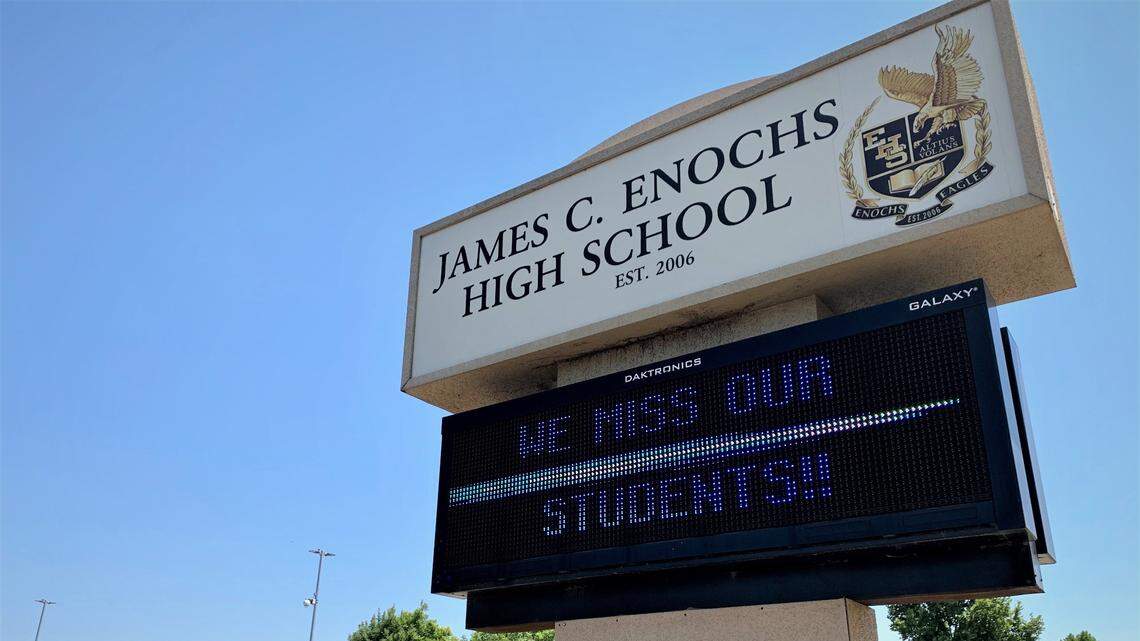 JAMES C. ENOCHS
HIGH SCHOOL
EST. 2006
EHS
ALTIUS
VOLANS
ENOCHS
EST. 2006
EAGLES
DAKTRONICS
GALAXY®
WE MISS OUR
STUDENTS!!